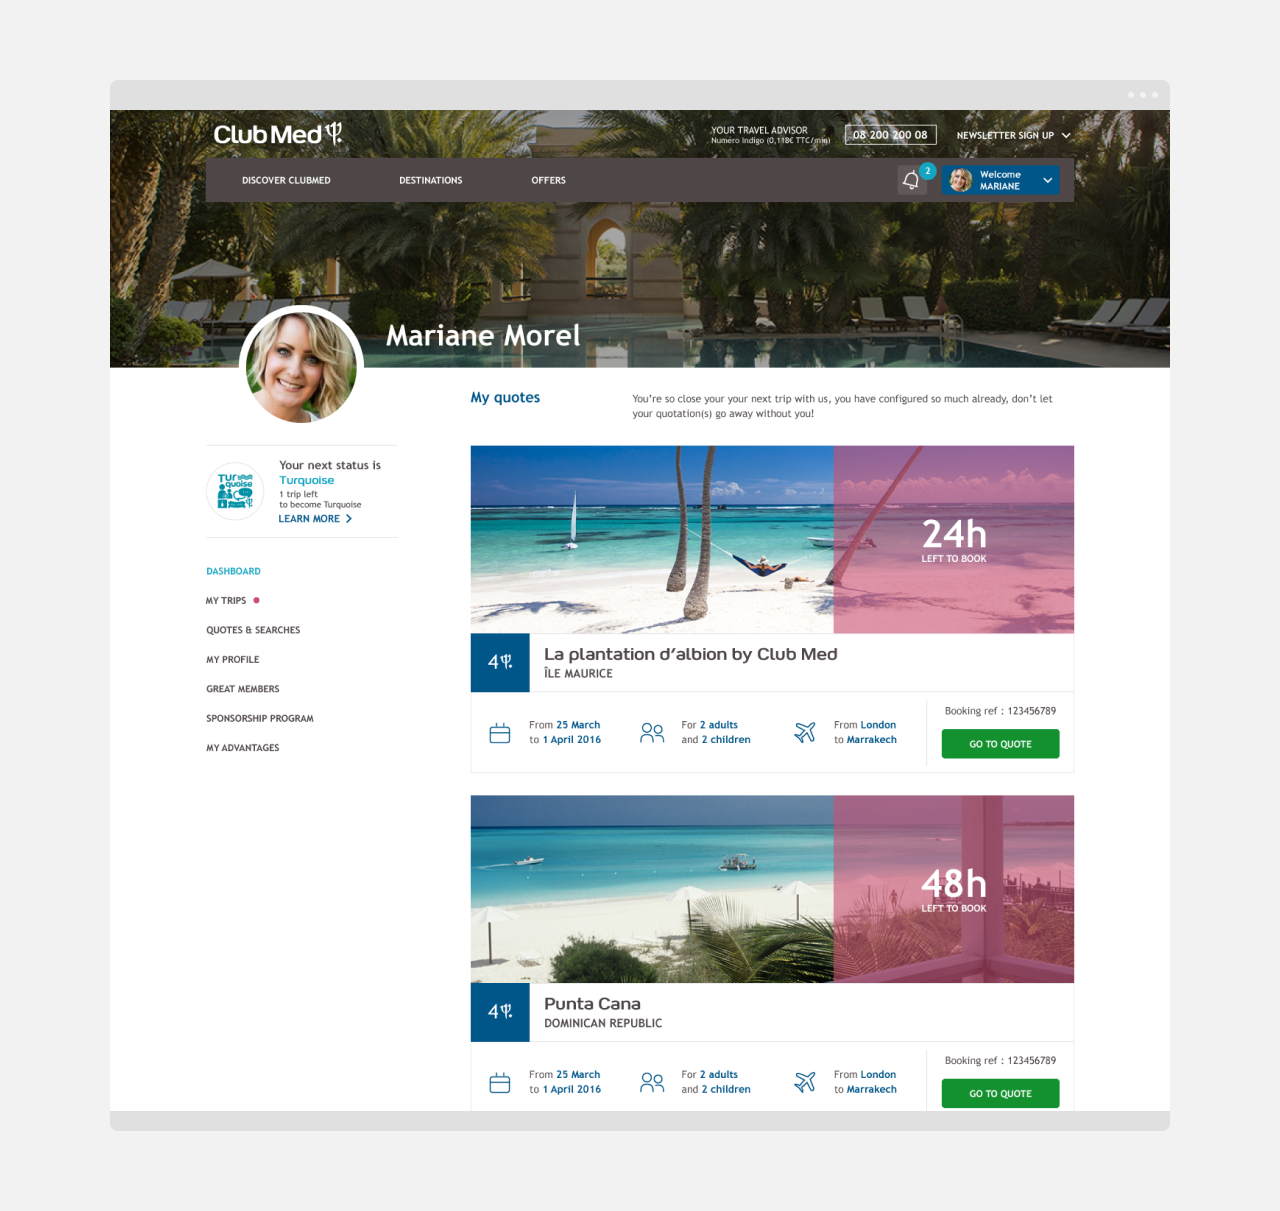 Club Med
YOUR TRAVEL ADVISOR
Numéro Indigo (0,118€ TTC/min)
08 200 200 08
NEWSLETTER SIGN UP
DISCOVER CLUBMED
DESTINATIONS
OFFERS
2
Welcome
MARIANE
Mariane Morel
My quotes
You're so close your your next trip with us, you have configured so much already, don't let
your quotation(s) go away without you!
Turquoise
Your next status is
Turquoise
1 trip left
to become Turquoise
LEARN MORE
DASHBOARD
MY TRIPS
QUOTES & SEARCHES
MY PROFILE
GREAT MEMBERS
SPONSORSHIP PROGRAM
MY ADVANTAGES
24h
LEFT TO BOOK
4
La plantation d'albion by Club Med
ÎLE MAURICE
From 25 March
to 1 April 2016
For 2 adults
and 2 children
From London
to Marrakech
Booking ref : 123456789
GO TO QUOTE
48h
LEFT TO BOOK
4
Punta Cana
DOMINICAN REPUBLIC
From 25 March
to 1 April 2016
For 2 adults
and 2 children
From London
to Marrakech
Booking ref : 123456789
GO TO QUOTE